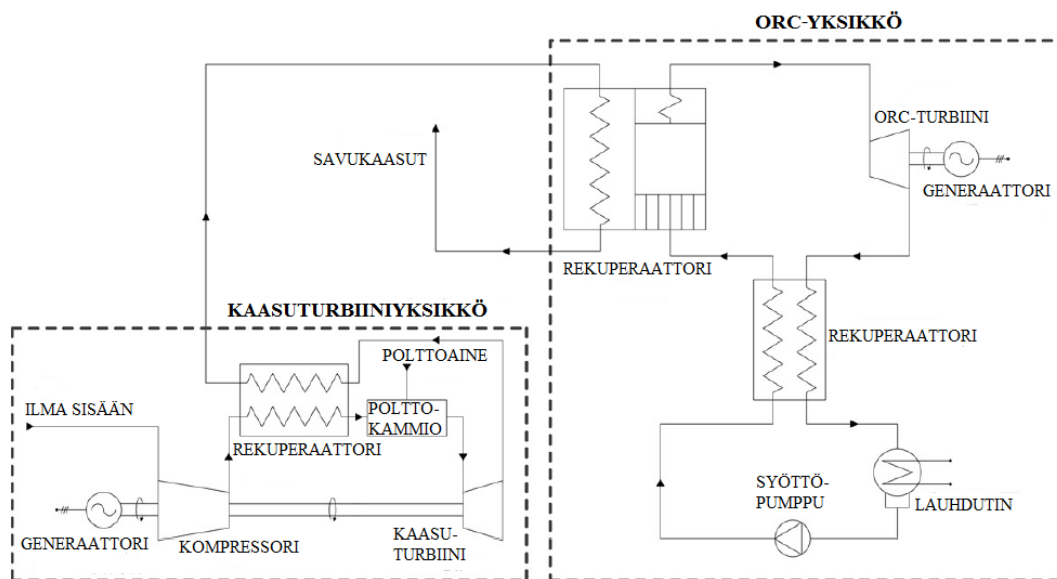 ORC-YKSIKKÖ
ORC-TURBIINI
SAVUKAASUT
GENERAATTORI
REKUPERAATTORI
KAASUTURBIINIYKSIKKÖ
REKUPERAATTORI
POLTTOAINE
ILMA SISÄÄN
POLTTO-
KAMMIO
REKUPERAATTORI
SYÖTTÖ-
PUMPPU
LAUHDUTIN
GENERAATTORI
KOMPRESSORI
KAASU-
TURBIINI